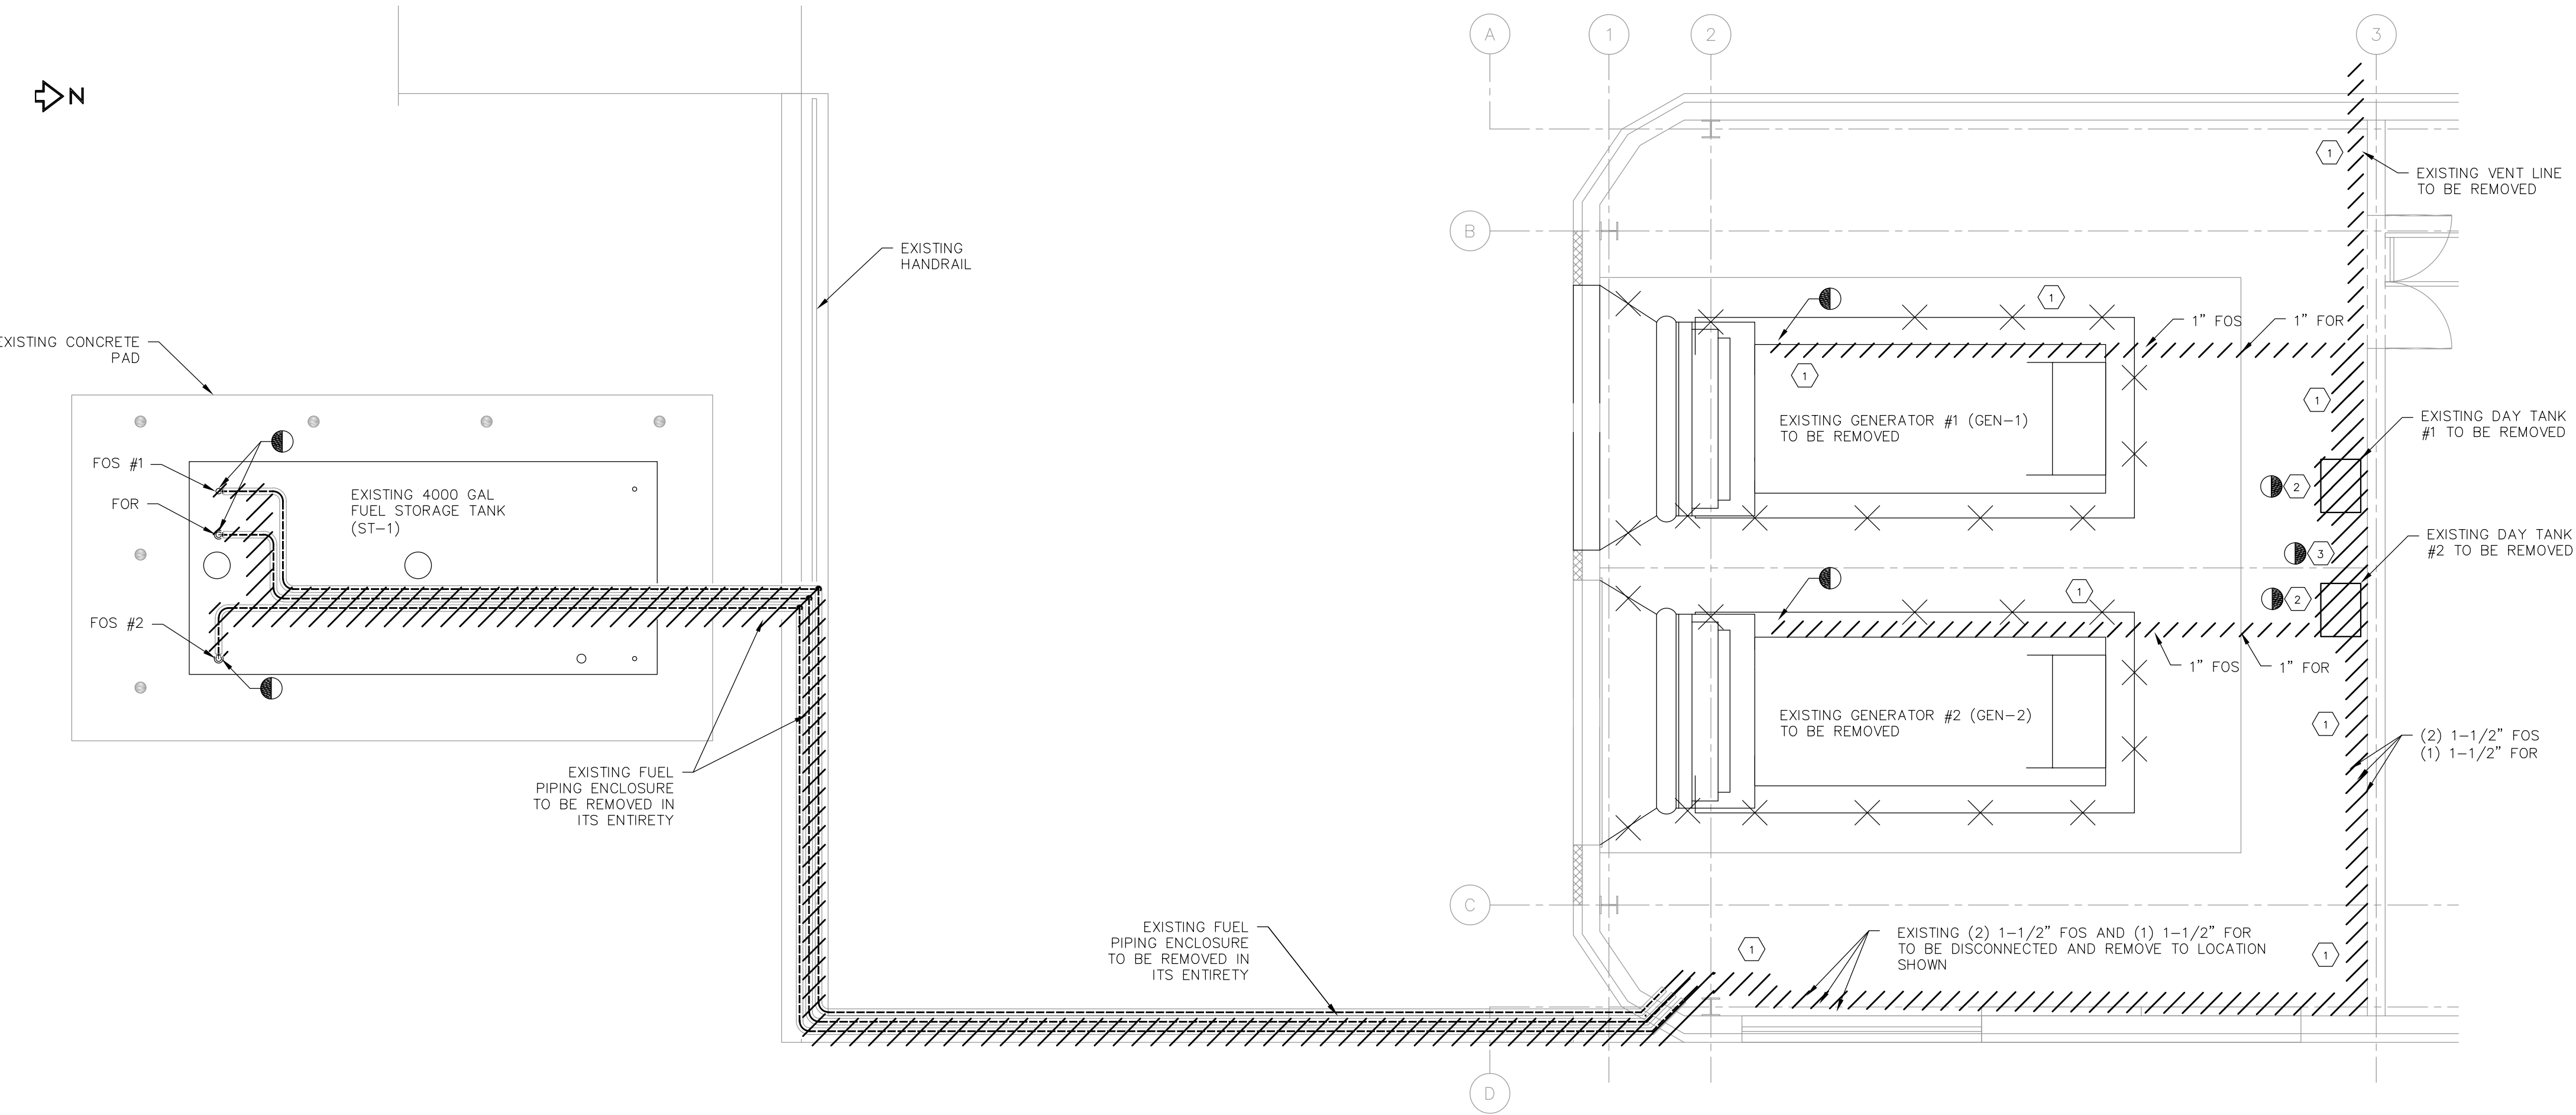 A
1
2
3
N
1
EXISTING VENT LINE
TO BE REMOVED
B
EXISTING
HANDRAIL
1
1" FOS
1" FOR
EXISTING CONCRETE
PAD
1
1
EXISTING GENERATOR #1 (GEN-1)
TO BE REMOVED
EXISTING DAY TANK
#1 TO BE REMOVED
FOS #1
FOR
EXISTING 4000 GAL
FUEL STORAGE TANK
(ST-1)
2
EXISTING DAY TANK
#2 TO BE REMOVED
3
2
1
FOS #2
1" FOS
1" FOR
EXISTING GENERATOR #2 (GEN-2)
TO BE REMOVED
1
(2) 1-1/2" FOS
(1) 1-1/2" FOR
EXISTING FUEL
PIPING ENCLOSURE
TO BE REMOVED IN
ITS ENTIRETY
C
EXISTING FUEL
PIPING ENCLOSURE
TO BE REMOVED IN
ITS ENTIRETY
1
EXISTING (2) 1-1/2" FOS AND (1) 1-1/2" FOR
TO BE DISCONNECTED AND REMOVE TO LOCATION
SHOWN
1
D